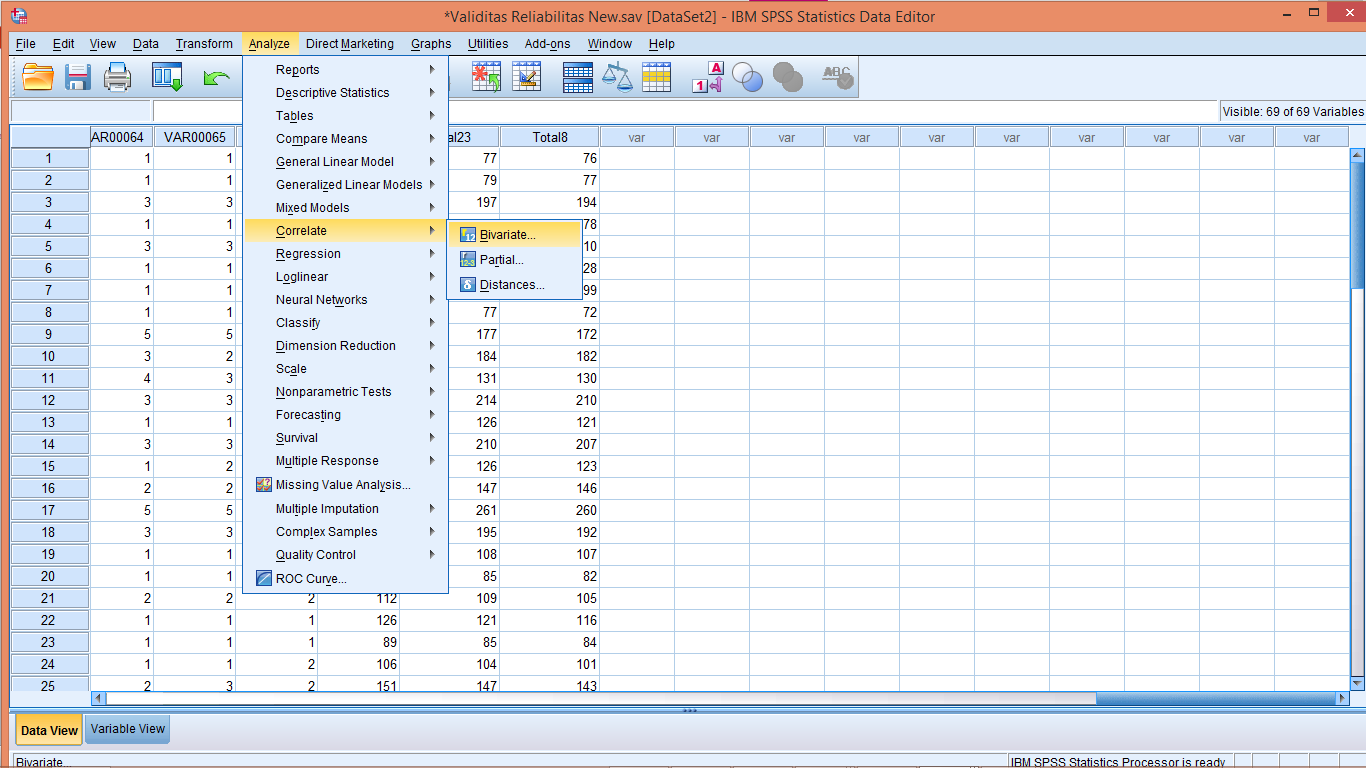 *Validitas Reliabilitas New.sav [DataSet2] - IBM SPSS Statistics Data Editor
File Edit View Data Transform Analyze Direct Marketing Graphs Utilities Add-ons Window Help
Visible: 69 of 69 Variables
AR00064 VAR00065 al23 Total8 var var var var var var var var var var
1 1 1 77 76
2 1 1 79 77
3 3 3 197 194
4 1 1 78
5 3 3 10
6 1 1 28
7 1 1 99
8 1 1 77 72
9 5 5 177 172
10 3 2 184 182
11 4 3 131 130
12 3 3 214 210
13 1 1 126 121
14 3 3 210 207
15 1 2 126 123
16 2 2 147 146
17 5 5 261 260
18 3 3 195 192
19 1 1 108 107
20 1 1 85 82
21 2 2 2 112 109 105
22 1 1 1 126 121 116
23 1 1 1 89 85 84
24 1 1 2 106 104 101
25 2 3 2 151 147 143
Reports
Descriptive Statistics
Tables
Compare Means
General Linear Model
Generalized Linear Models
Mixed Models
Correlate
Regression
Loglinear
Neural Networks
Classify
Dimension Reduction
Scale
Nonparametric Tests
Forecasting
Survival
Multiple Response
Missing Value Analysis...
Multiple Imputation
Complex Samples
Quality Control
ROC Curve...
Bivariate...
Partial...
Distances...
Data View Variable View
Bivariate... IBM SPSS Statistics Processor is ready